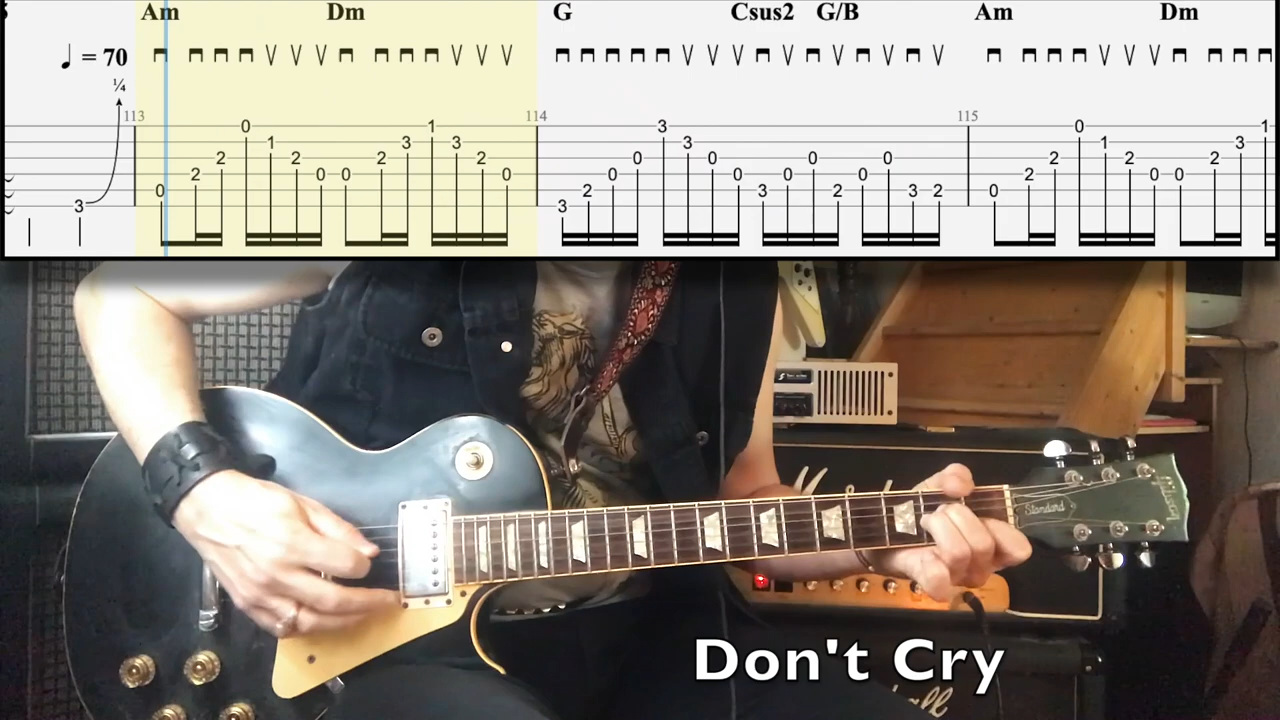 Am Dm G Csus2 G/B Am Dm
♩ = 70
¼
113 114 115
0 1 3 0 1
1 3 3 1 3
2 2 2 0 0 0 0 0 2 2 2
2 0 0 0 0 0 0 0 2 0 0
0 2 3 2 3 2 0
3 3
Standard
Don't Cry